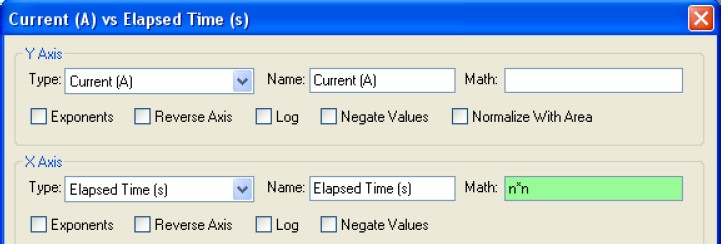 Current (A) vs Elapsed Time (s)
Y Axis
Type: Current (A) Name: Current (A) Math:
Exponents Reverse Axis Log Negate Values Normalize With Area
X Axis
Type: Elapsed Time (s) Name: Elapsed Time (s) Math: n*n
Exponents Reverse Axis Log Negate Values